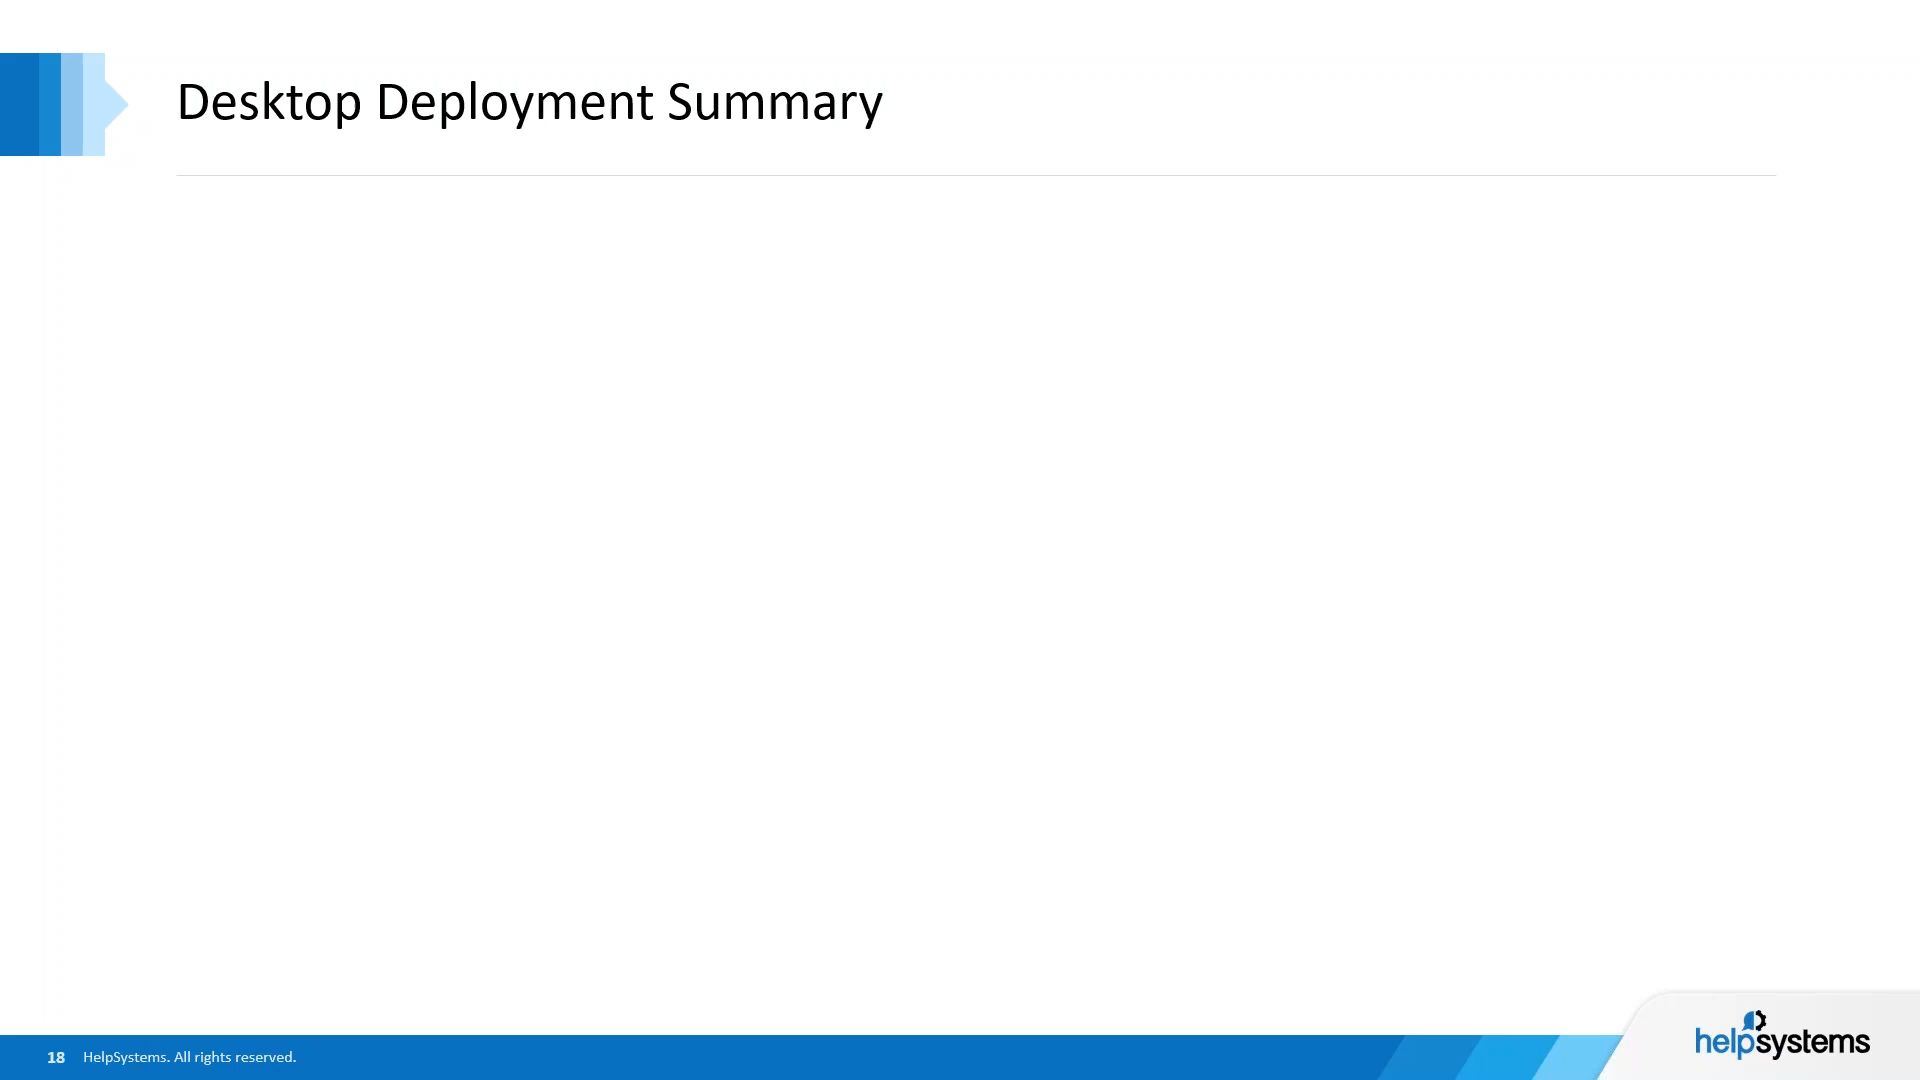 Desktop Deployment Summary
18 HelpSystems. All rights reserved.
helpsystems